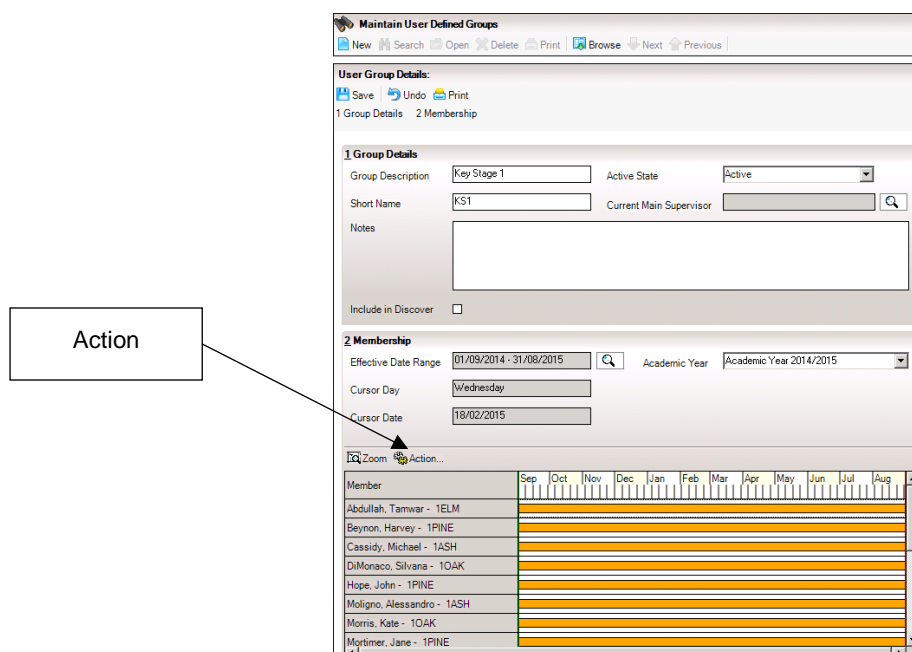 Maintain User Defined Groups
New Search Open Delete Print Browse Next Previous
User Group Details:
Save Undo Print
1 Group Details 2 Membership
1 Group Details
Group Description Key Stage 1 Active State Active
Short Name KS1 Current Main Supervisor
Notes
Include in Discover
Action
2 Membership
Effective Date Range 01/09/2014 - 31/08/2015 Academic Year Academic Year 2014/2015
Cursor Day Wednesday
Cursor Date 18/02/2015
Zoom Action...
Member Sep Oct Nov Dec Jan Feb Mar Apr May Jun Jul Aug
Abdullah, Tamwar - 1ELM
Beynon, Harvey - 1PINE
Cassidy, Michael - 1ASH
DiMonaco, Silvana - 1OAK
Hope, John - 1PINE
Moligno, Alessandro - 1ASH
Morris, Kate - 1OAK
Mortimer, Jane - 1PINE